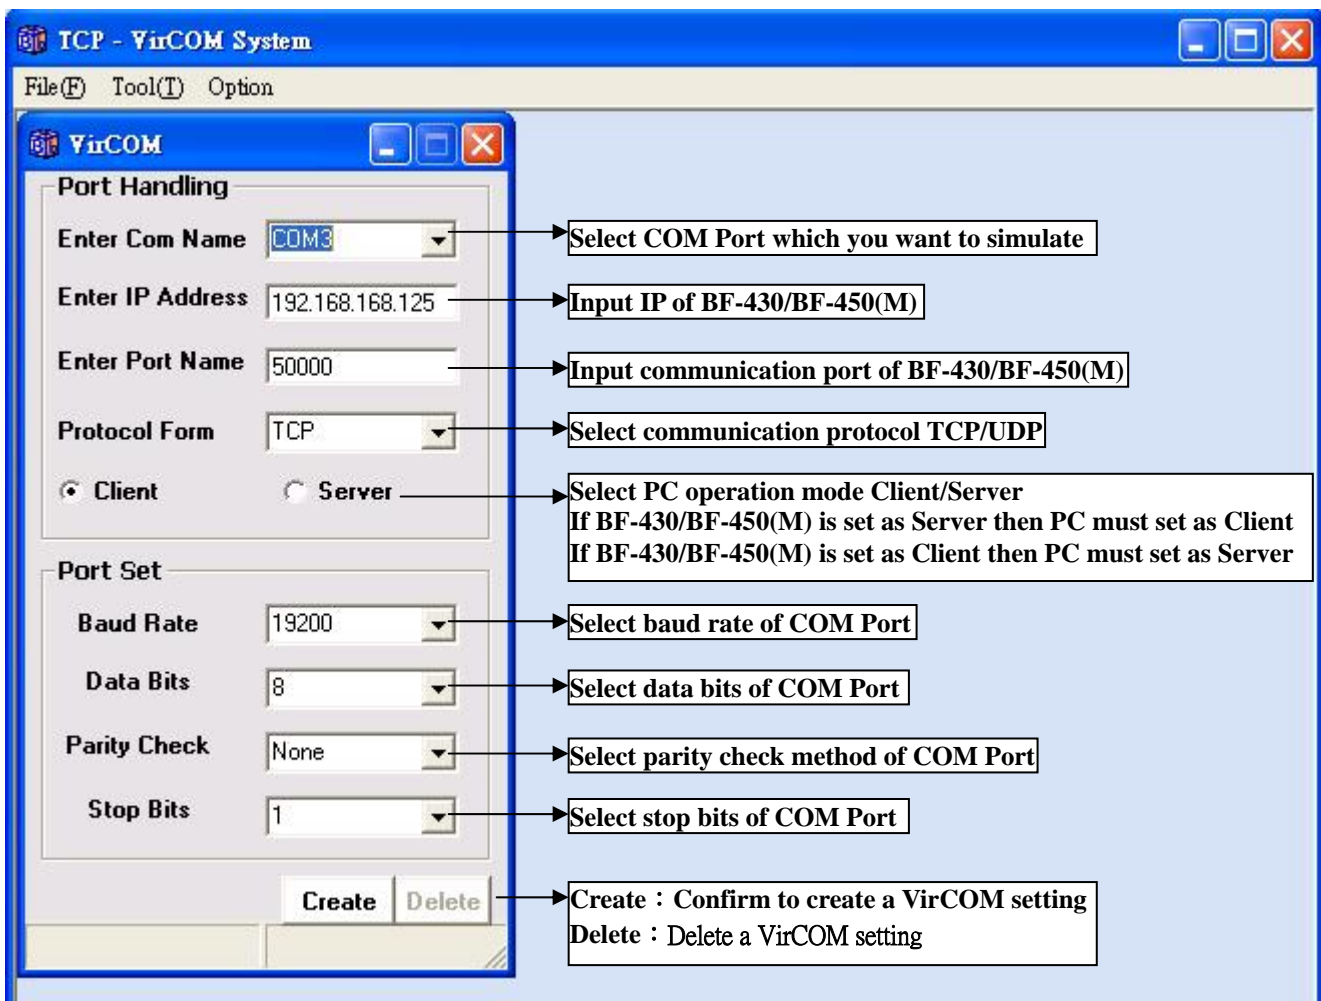 TCP - VirCOM System
File(F) Tool(T) Option
VirCOM
Port Handling
Enter Com Name COM3 Select COM Port which you want to simulate
Enter IP Address 192.168.168.125 Input IP of BF-430/BF-450(M)
Enter Port Name 50000 Input communication port of BF-430/BF-450(M)
Protocol Form TCP Select communication protocol TCP/UDP
Client Server Select PC operation mode Client/Server
If BF-430/BF-450(M) is set as Server then PC must set as Client
If BF-430/BF-450(M) is set as Client then PC must set as Server
Port Set
Baud Rate 19200 Select baud rate of COM Port
Data Bits 8 Select data bits of COM Port
Parity Check None Select parity check method of COM Port
Stop Bits 1 Select stop bits of COM Port
Create Delete Create：Confirm to create a VirCOM setting
Delete：Delete a VirCOM setting